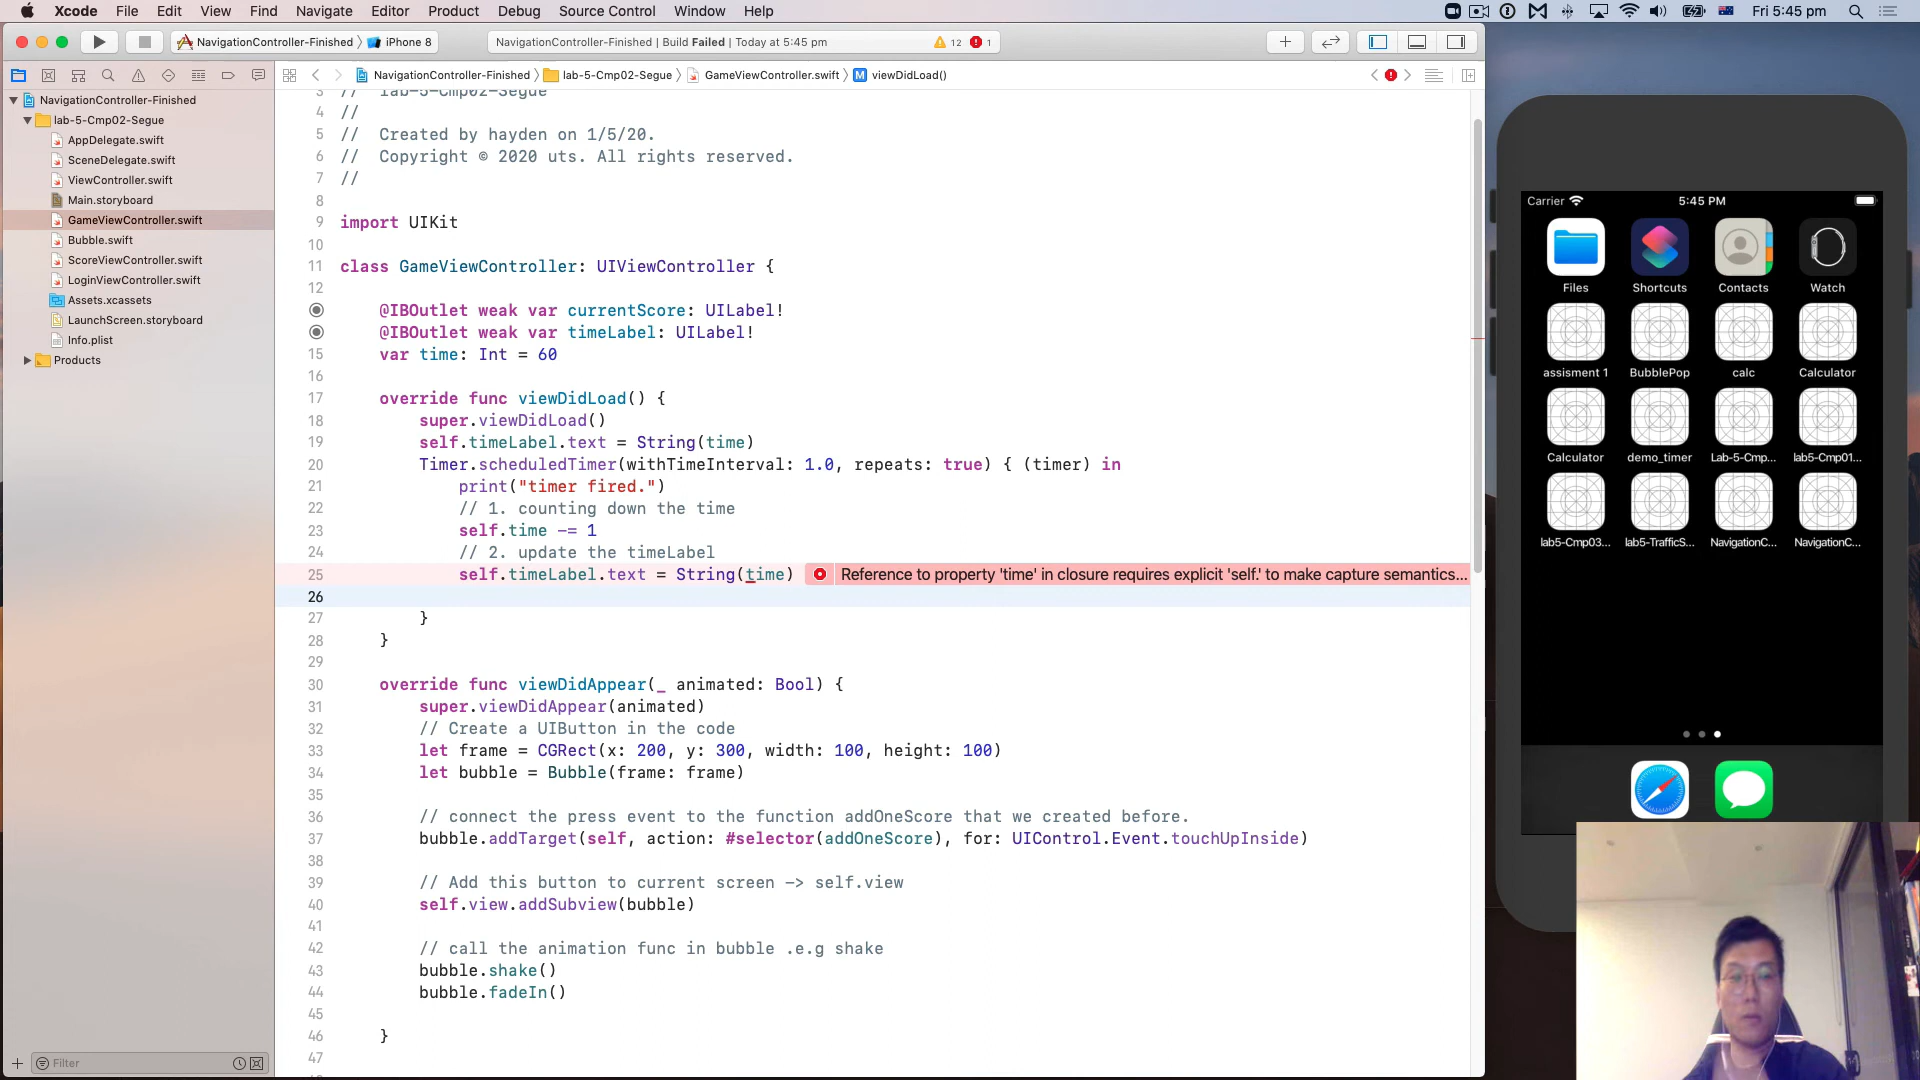 Xcode File Edit View Find Navigate Editor Product Debug Source Control Window Help
Fri 5:45 pm
NavigationController-Finished iPhone 8
NavigationController-Finished | Build Failed | Today at 5:45 pm 12 1
NavigationController-Finished lab-5-Cmp02-Segue GameViewController.swift M viewDidLoad()
NavigationController-Finished
lab-5-Cmp02-Segue
AppDelegate.swift
SceneDelegate.swift
ViewController.swift
Main.storyboard
GameViewController.swift
Bubble.swift
ScoreViewController.swift
LoginViewController.swift
Assets.xcassets
LaunchScreen.storyboard
Info.plist
Products
Filter
3 // lab-5-Cmp02-Segue
4 //
5 // Created by hayden on 1/5/20.
6 // Copyright © 2020 uts. All rights reserved.
7 //
8
9 import UIKit
10
11 class GameViewController: UIViewController {
12
@IBOutlet weak var currentScore: UILabel!
@IBOutlet weak var timeLabel: UILabel!
15 var time: Int = 60
16
17 override func viewDidLoad() {
18 super.viewDidLoad()
19 self.timeLabel.text = String(time)
20 Timer.scheduledTimer(withTimeInterval: 1.0, repeats: true) { (timer) in
21 print("timer fired.")
22 // 1. counting down the time
23 self.time -= 1
24 // 2. update the timeLabel
25 self.timeLabel.text = String(time) Reference to property 'time' in closure requires explicit 'self.' to make capture semantics...
26
27 }
28 }
29
30 override func viewDidAppear(_ animated: Bool) {
31 super.viewDidAppear(animated)
32 // Create a UIButton in the code
33 let frame = CGRect(x: 200, y: 300, width: 100, height: 100)
34 let bubble = Bubble(frame: frame)
35
36 // connect the press event to the function addOneScore that we created before.
37 bubble.addTarget(self, action: #selector(addOneScore), for: UIControl.Event.touchUpInside)
38
39 // Add this button to current screen -> self.view
40 self.view.addSubview(bubble)
41
42 // call the animation func in bubble .e.g shake
43 bubble.shake()
44 bubble.fadeIn()
45
46 }
47
Carrier 5:45 PM
Files Shortcuts Contacts Watch
assisment 1 BubblePop calc Calculator
Calculator demo_timer Lab-5-Cmp... lab5-Cmp01...
lab5-Cmp03... lab5-TrafficS... NavigationC... NavigationC...